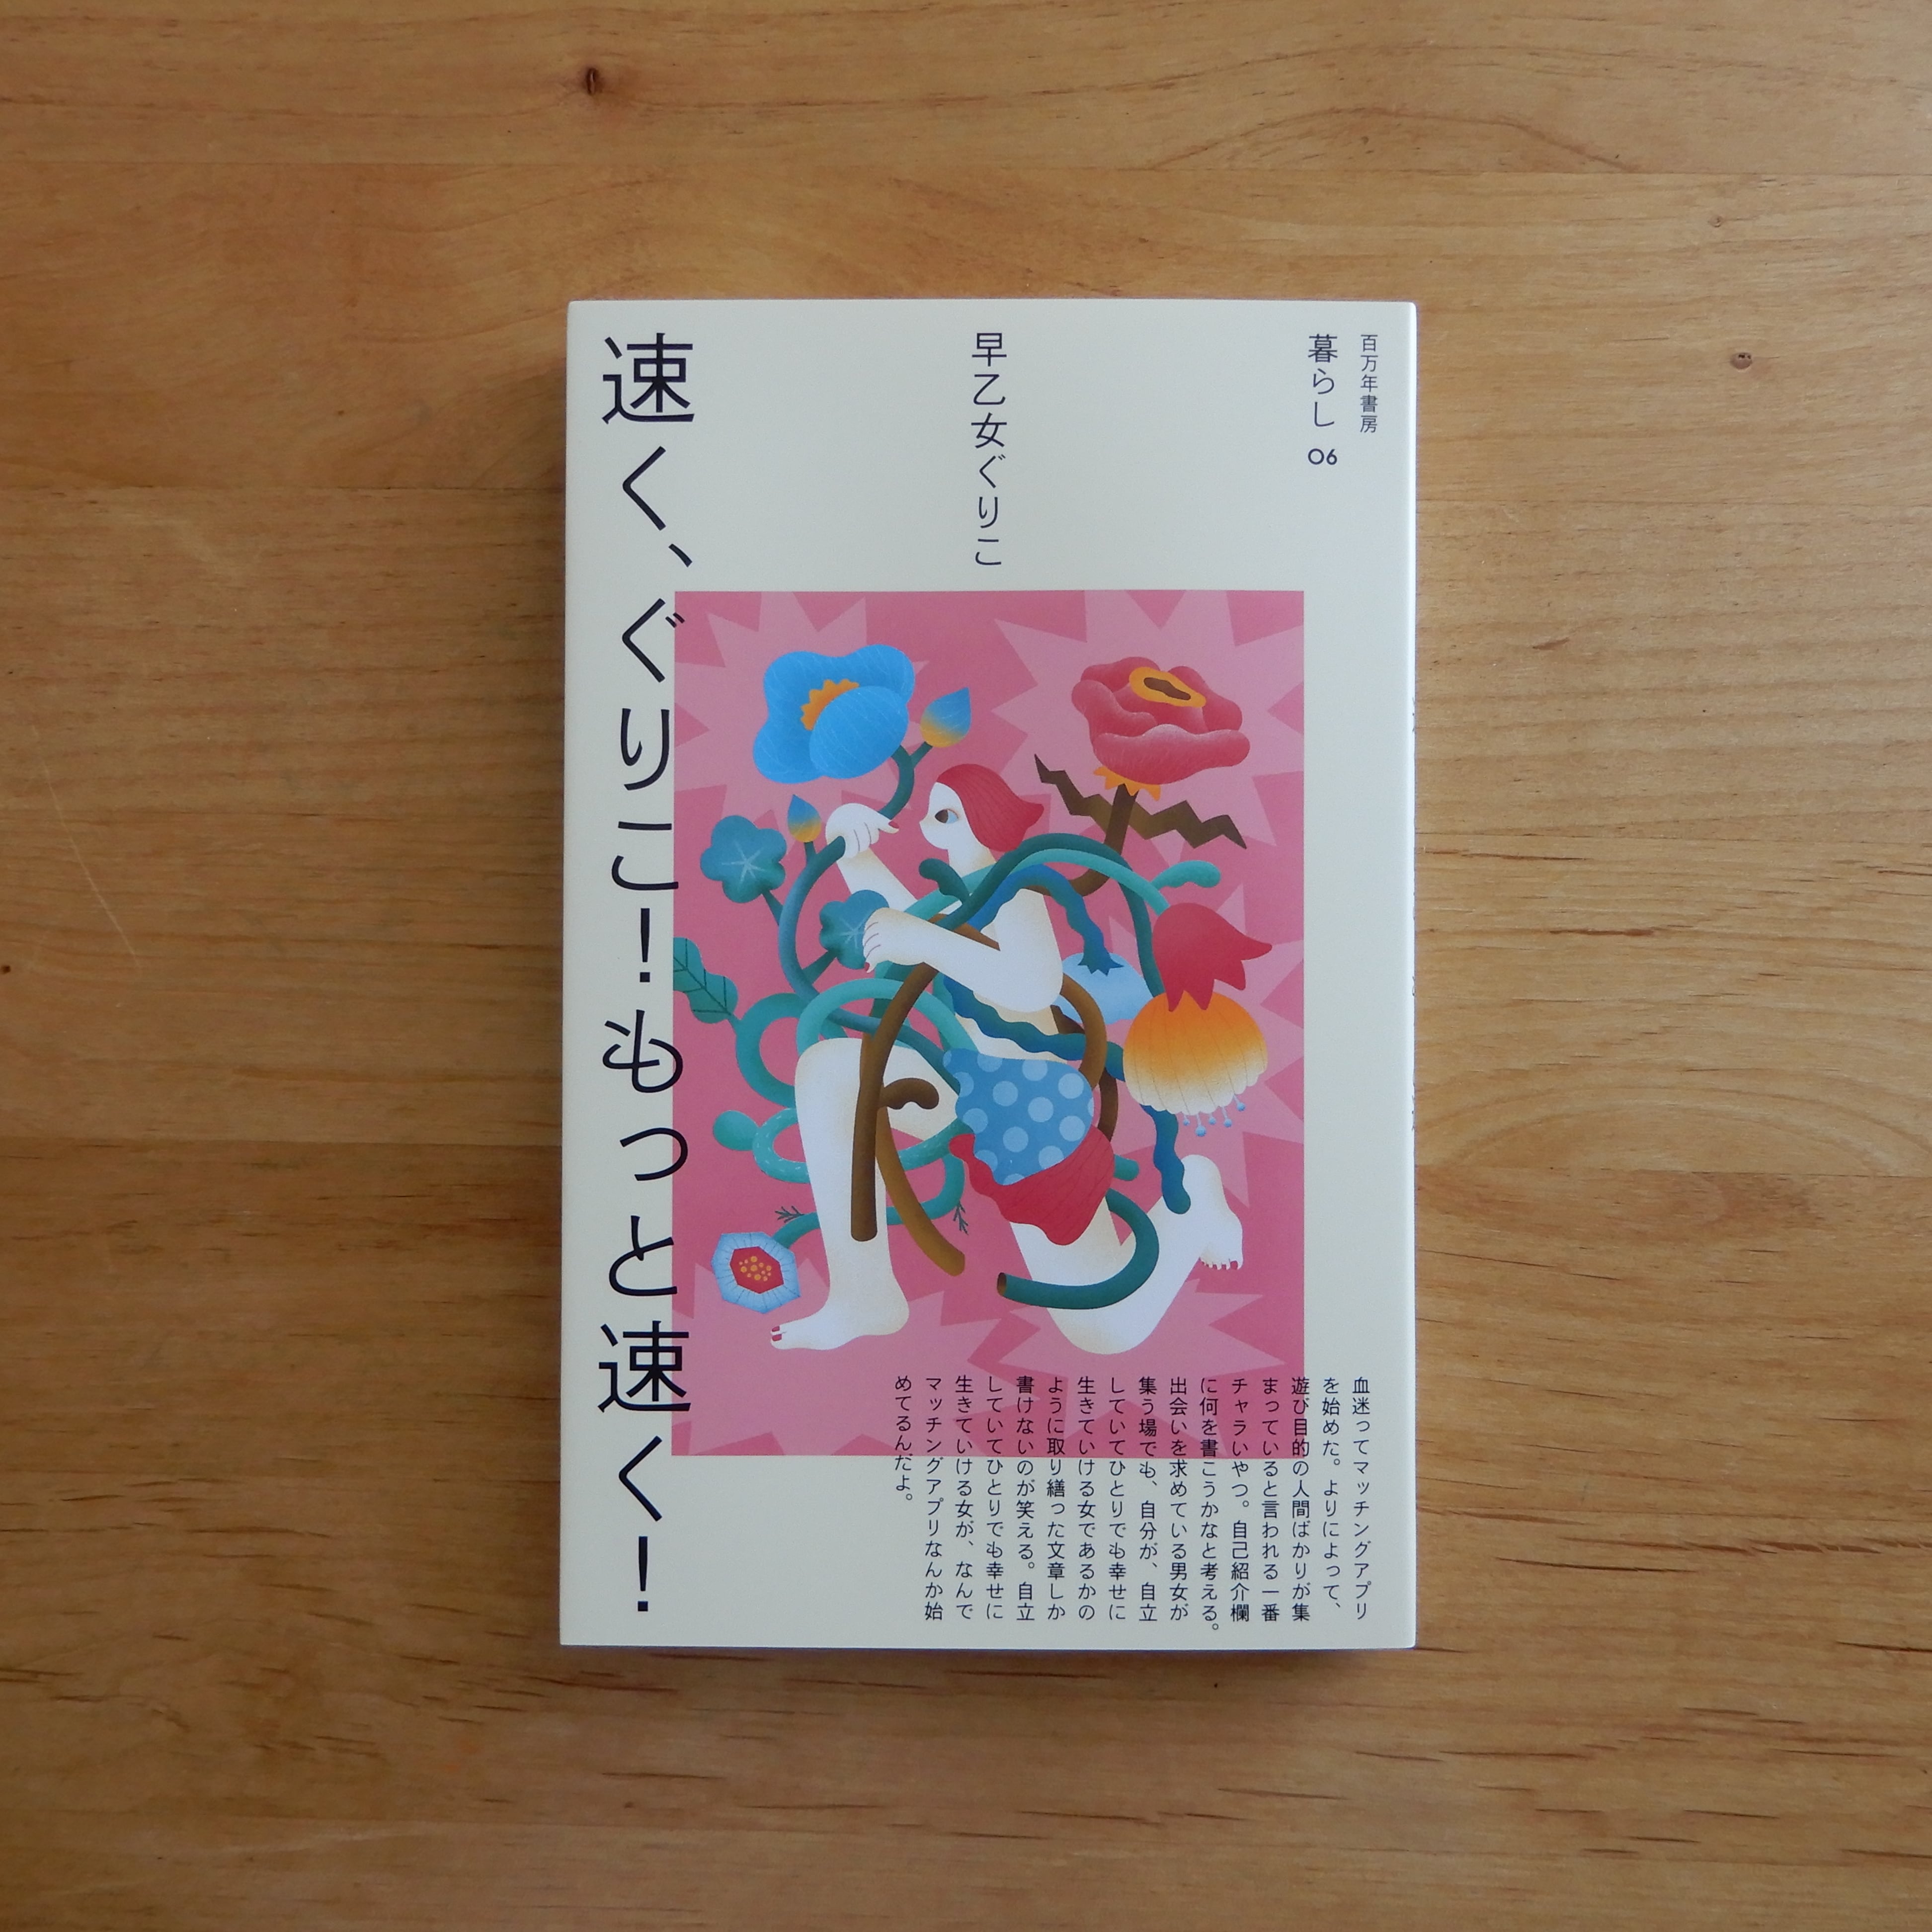 百万年書房
暮らし 06
早乙女ぐりこ
速く、ぐりこ！もっと速く！
血迷ってマッチングアプリ
を始めた。よりによって、
遊び目的の人間ばかりが集
まっていると言われる一番
チャラいやつ。自己紹介欄
に何を書こうかなと考える。
出会いを求めている男女が
集う場でも、自分が、自立
していてひとりでも幸せに
生きていける女であるかの
ように取り繕った文章しか
書けないのが笑える。自立
していてひとりでも幸せに
生きていける女が、なんで
マッチングアプリなんか始
めてるんだよ。